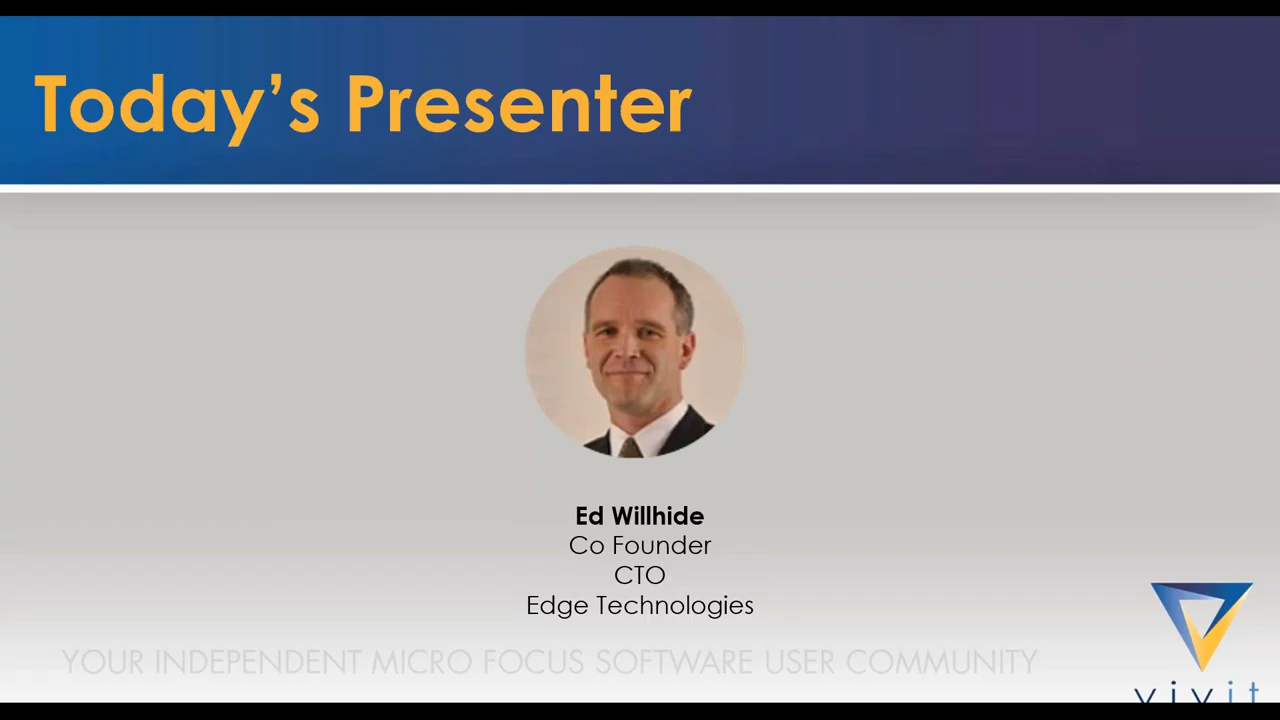 Today's Presenter
Ed Willhide
Co Founder
CTO
Edge Technologies
YOUR INDEPENDENT MICRO FOCUS SOFTWARE USER COMMUNITY
vivit